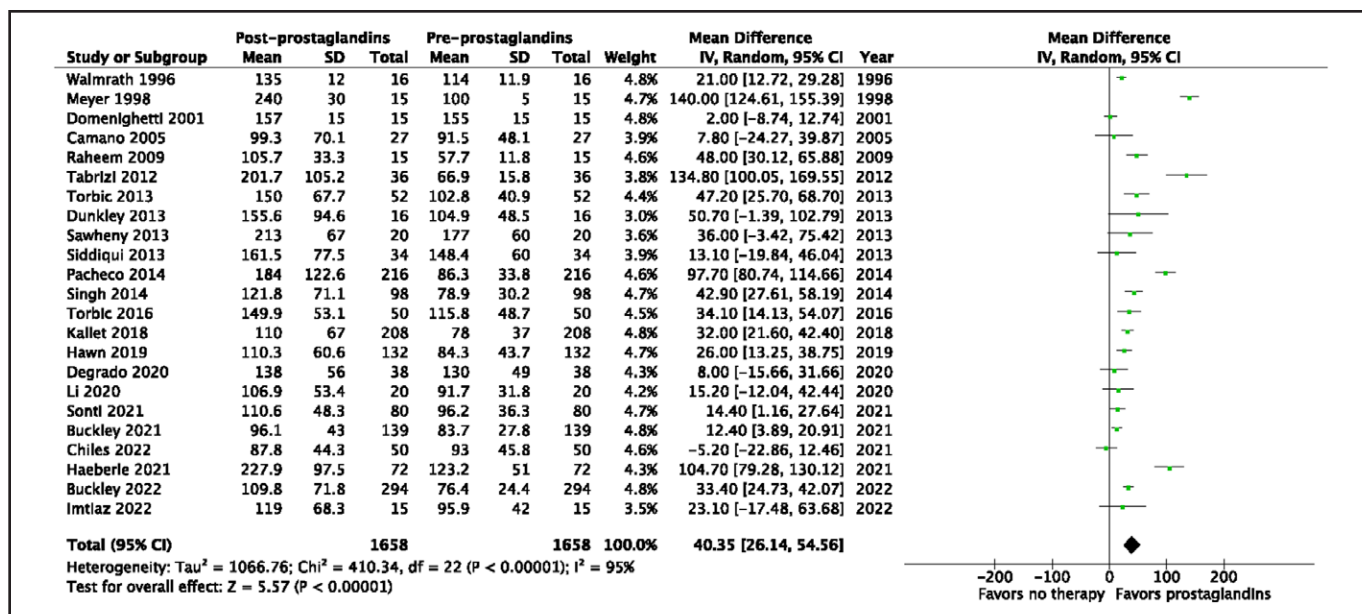 Post-prostaglandins Pre-prostaglandins Mean Difference Mean Difference
Study or Subgroup Mean SD Total Mean SD Total Weight IV, Random, 95% CI Year IV, Random, 95% CI
Walmrath 1996 135 12 16 114 11.9 16 4.8% 21.00 [12.72, 29.28] 1996
Meyer 1998 240 30 15 100 5 15 4.7% 140.00 [124.61, 155.39] 1998
Domenighetti 2001 157 15 15 155 15 15 4.8% 2.00 [−8.74, 12.74] 2001
Camano 2005 99.3 70.1 27 91.5 48.1 27 3.9% 7.80 [−24.27, 39.87] 2005
Raheem 2009 105.7 33.3 15 57.7 11.8 15 4.6% 48.00 [30.12, 65.88] 2009
Tabrizi 2012 201.7 105.2 36 66.9 15.8 36 3.8% 134.80 [100.05, 169.55] 2012
Torbic 2013 150 67.7 52 102.8 40.9 52 4.4% 47.20 [25.70, 68.70] 2013
Dunkley 2013 155.6 94.6 16 104.9 48.5 16 3.0% 50.70 [−1.39, 102.79] 2013
Sawheny 2013 213 67 20 177 60 20 3.6% 36.00 [−3.42, 75.42] 2013
Siddiqui 2013 161.5 77.5 34 148.4 60 34 3.9% 13.10 [−19.84, 46.04] 2013
Pacheco 2014 184 122.6 216 86.3 33.8 216 4.6% 97.70 [80.74, 114.66] 2014
Singh 2014 121.8 71.1 98 78.9 30.2 98 4.7% 42.90 [27.61, 58.19] 2014
Torbic 2016 149.9 53.1 50 115.8 48.7 50 4.5% 34.10 [14.13, 54.07] 2016
Kallet 2018 110 67 208 78 37 208 4.8% 32.00 [21.60, 42.40] 2018
Hawn 2019 110.3 60.6 132 84.3 43.7 132 4.7% 26.00 [13.25, 38.75] 2019
Degrado 2020 138 56 38 130 49 38 4.3% 8.00 [−15.66, 31.66] 2020
Li 2020 106.9 53.4 20 91.7 31.8 20 4.2% 15.20 [−12.04, 42.44] 2020
Sonti 2021 110.6 48.3 80 96.2 36.3 80 4.7% 14.40 [1.16, 27.64] 2021
Buckley 2021 96.1 43 139 83.7 27.8 139 4.8% 12.40 [3.89, 20.91] 2021
Chiles 2022 87.8 44.3 50 93 45.8 50 4.6% −5.20 [−22.86, 12.46] 2021
Haeberle 2021 227.9 97.5 72 123.2 51 72 4.3% 104.70 [79.28, 130.12] 2021
Buckley 2022 109.8 71.8 294 76.4 24.4 294 4.8% 33.40 [24.73, 42.07] 2022
Imtiaz 2022 119 68.3 15 95.9 42 15 3.5% 23.10 [−17.48, 63.68] 2022
Total (95% CI) 1658 1658 100.0% 40.35 [26.14, 54.56]
Heterogeneity: Tau² = 1066.76; Chi² = 410.34, df = 22 (P < 0.00001); I² = 95%
Test for overall effect: Z = 5.57 (P < 0.00001)
−200 −100 0 100 200
Favors no therapy Favors prostaglandins